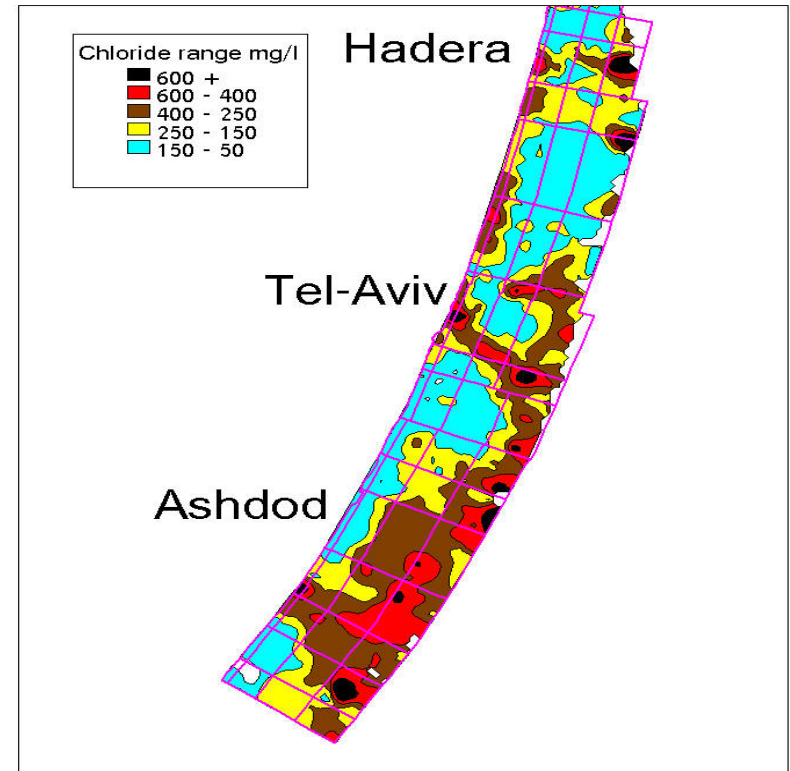 Hadera
Chloride range mg/l
600 +
600 - 400
400 - 250
250 - 150
150 - 50
Tel-Aviv
Ashdod